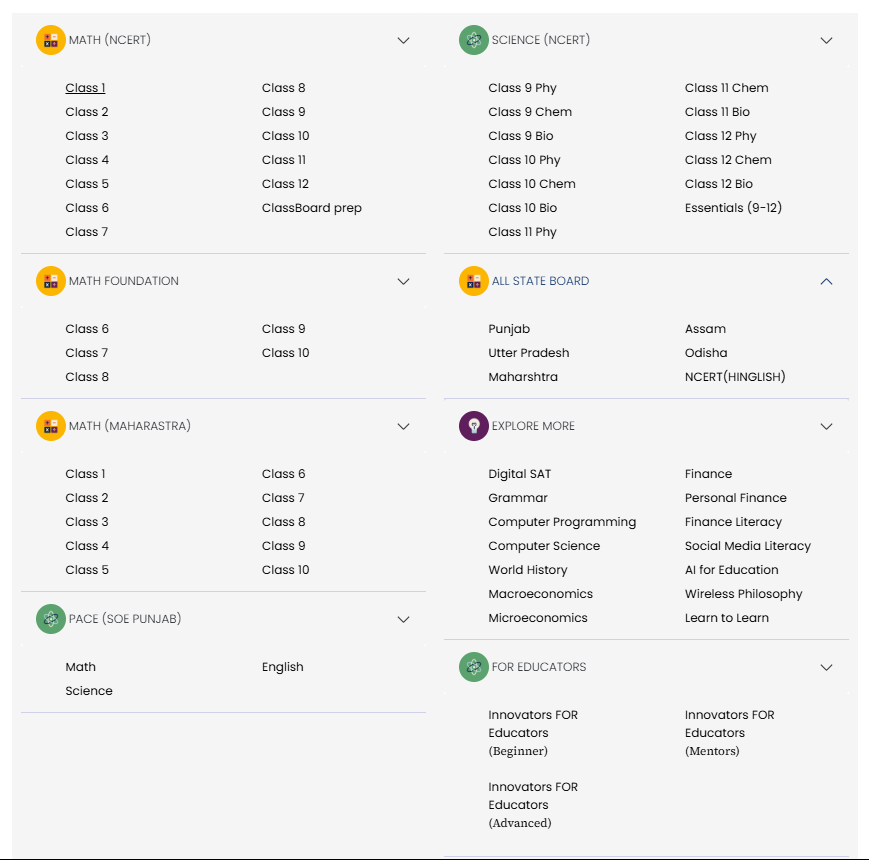 MATH (NCERT)
Class 1
Class 2
Class 3
Class 4
Class 5
Class 6
Class 7
Class 8
Class 9
Class 10
Class 11
Class 12
ClassBoard prep
MATH FOUNDATION
Class 6
Class 7
Class 8
Class 9
Class 10
MATH (MAHARASTRA)
Class 1
Class 2
Class 3
Class 4
Class 5
Class 6
Class 7
Class 8
Class 9
Class 10
PACE (SOE PUNJAB)
Math
Science
English
SCIENCE (NCERT)
Class 9 Phy
Class 9 Chem
Class 9 Bio
Class 10 Phy
Class 10 Chem
Class 10 Bio
Class 11 Phy
Class 11 Chem
Class 11 Bio
Class 12 Phy
Class 12 Chem
Class 12 Bio
Essentials (9-12)
ALL STATE BOARD
Punjab
Utter Pradesh
Maharshtra
Assam
Odisha
NCERT(HINGLISH)
EXPLORE MORE
Digital SAT
Grammar
Computer Programming
Computer Science
World History
Macroeconomics
Microeconomics
Finance
Personal Finance
Finance Literacy
Social Media Literacy
AI for Education
Wireless Philosophy
Learn to Learn
FOR EDUCATORS
Innovators FOR
Educators
(Beginner)
Innovators FOR
Educators
(Advanced)
Innovators FOR
Educators
(Mentors)